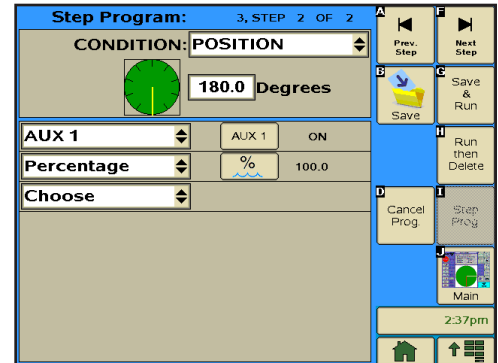 Step Program: 3, STEP 2 OF 2
CONDITION: POSITION
180.0 Degrees
AUX 1 AUX 1 ON
Percentage % 100.0
Choose
A Prev. Step
F Next Step
B Save
G Save & Run
H Run then Delete
D Cancel Prog.
I Step Prog
J Main
2:37pm